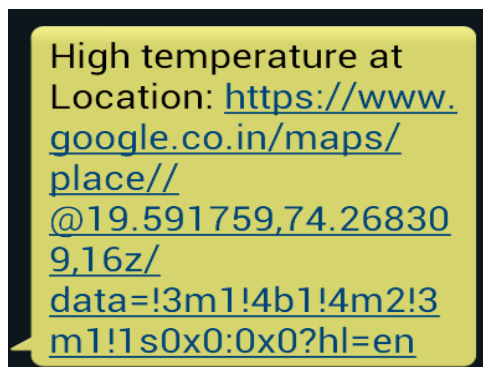 High temperature at
Location: https://www.
google.co.in/maps/
place//
@19.591759,74.26830
9,16z/
data=!3m1!4b1!4m2!3
m1!1s0x0:0x0?hl=en